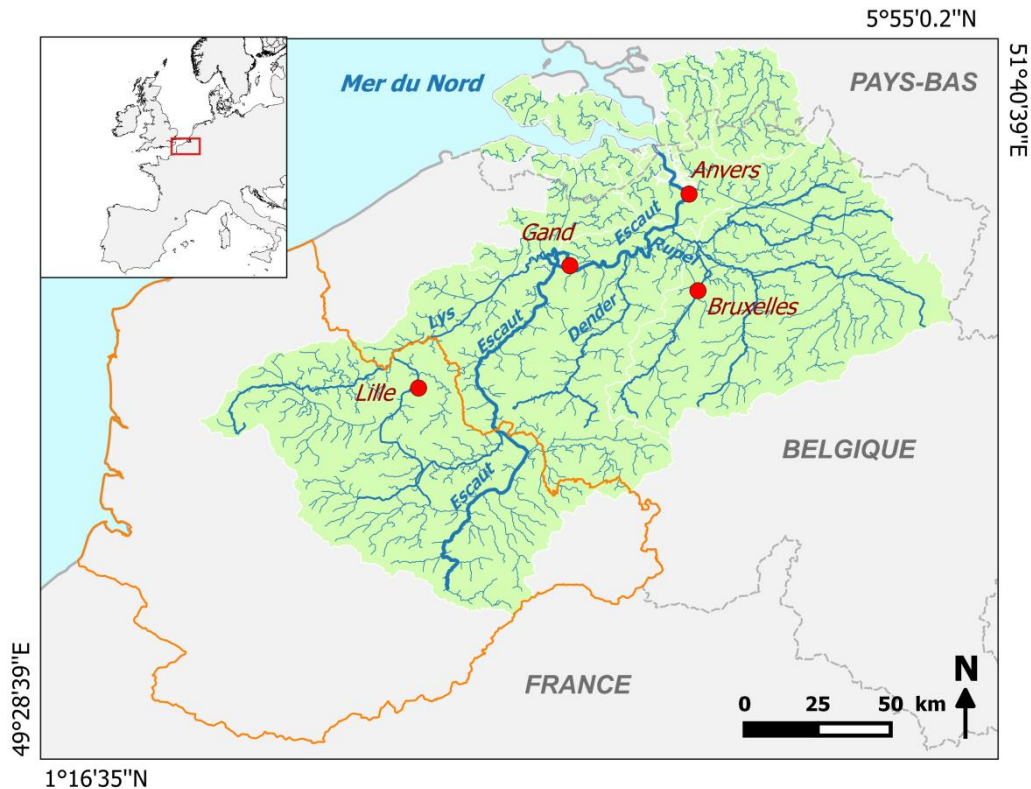 5°55'0.2"N
51°40'39"E
Mer du Nord
PAYS-BAS
Anvers
Escaut
Gand
Rupel
Bruxelles
Lys
Escaut
Dender
Lille
BELGIQUE
Escaut
FRANCE
N
0 25 50 km
49°28'39"E
1°16'35"N